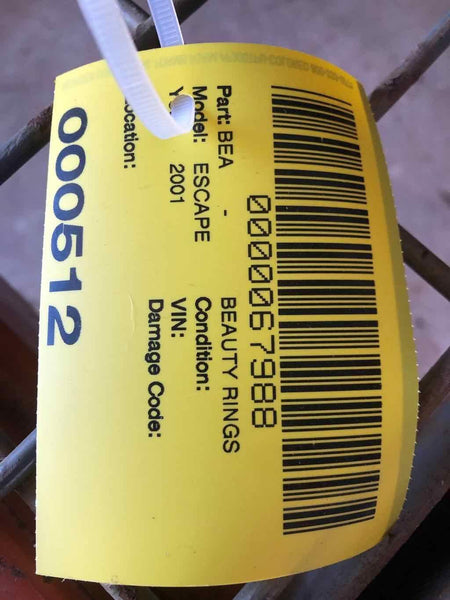 0000067988
Part: BEA - BEAUTY RINGS
Model: ESCAPE Condition:
2001 VIN:
Damage Code:
ocation:
000512